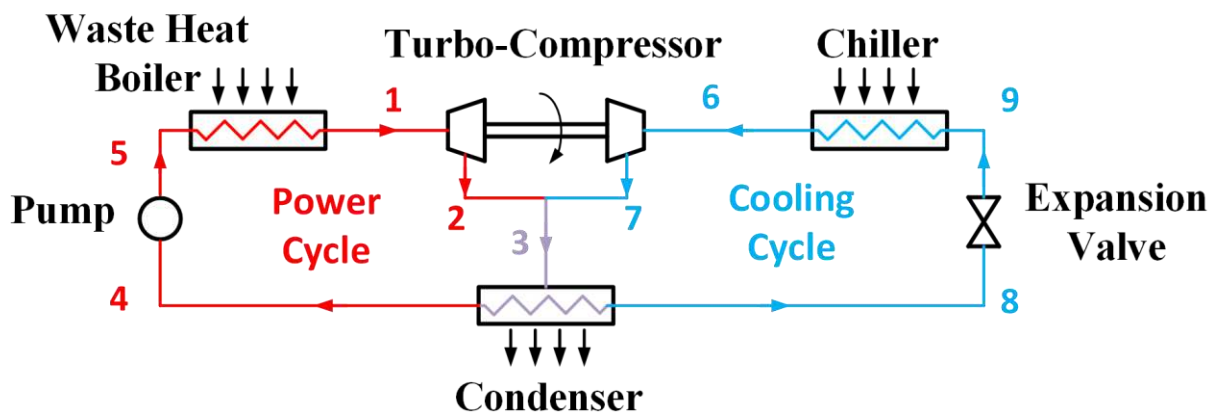 Waste Heat
Boiler
Turbo-Compressor
Chiller
1
6
9
5
Pump
Power
Cycle
2
3
7
Cooling
Cycle
Expansion
Valve
4
8
Condenser